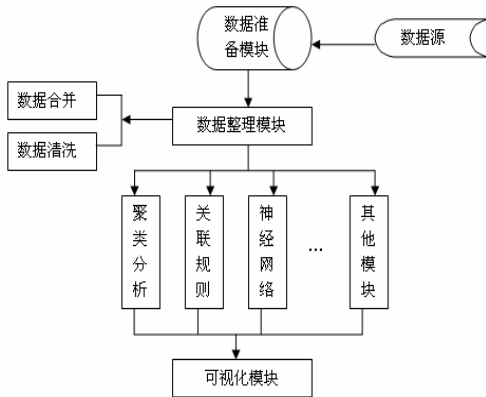 数据准
备模块
数据源
数据合并
数据清洗
数据整理模块
聚类分析
关联规则
神经网络
...
其他模块
可视化模块